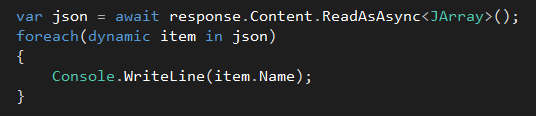 var json = await response.Content.ReadAsAsync<JArray>();
foreach(dynamic item in json)
{
    Console.WriteLine(item.Name);
}